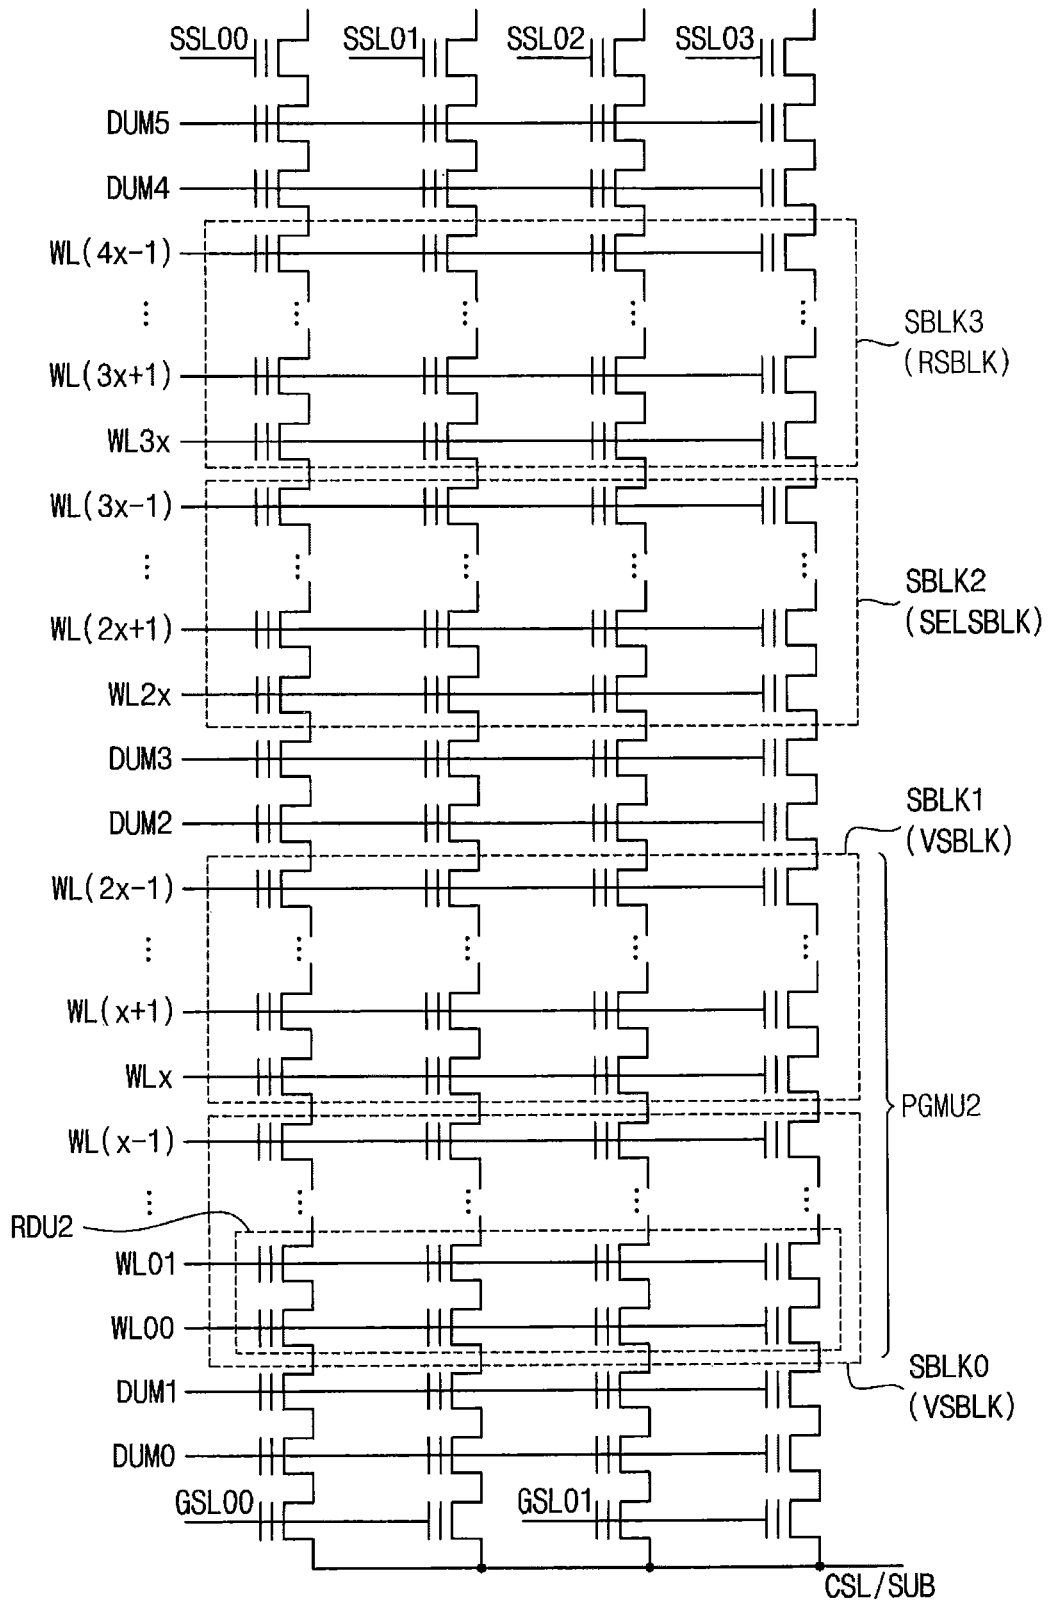 SSL00 SSL01 SSL02 SSL03
DUM5
DUM4
WL(4x-1)
⋮
SBLK3
(RSBLK)
WL(3x+1)
WL3x
WL(3x-1)
⋮
SBLK2
(SELSBLK)
WL(2x+1)
WL2x
DUM3
SBLK1
(VSBLK)
DUM2
WL(2x-1)
⋮
WL(x+1)
WLx
PGMU2
WL(x-1)
⋮
RDU2
WL01
WL00
SBLK0
(VSBLK)
DUM1
DUM0
GSL00 GSL01
CSL/SUB